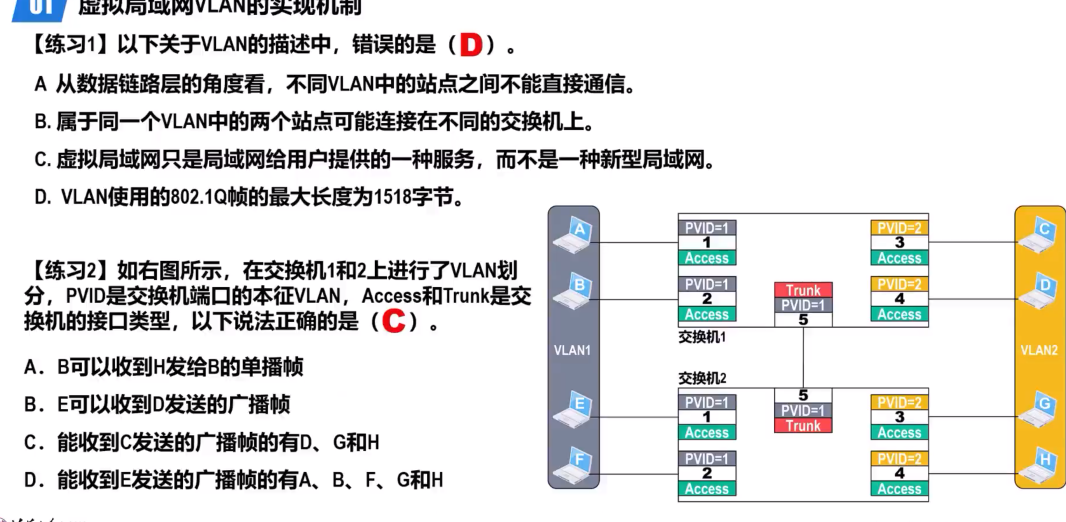 01 虚拟局域网VLAN的实现机制
【练习1】以下关于VLAN的描述中，错误的是（D）。
A 从数据链路层的角度看，不同VLAN中的站点之间不能直接通信。
B. 属于同一个VLAN中的两个站点可能连接在不同的交换机上。
C. 虚拟局域网只是局域网给用户提供的一种服务，而不是一种新型局域网。
D. VLAN使用的802.1Q帧的最大长度为1518字节。
【练习2】如右图所示，在交换机1和2上进行了VLAN划
分，PVID是交换机端口的本征VLAN，Access和Trunk是交
换机的接口类型，以下说法正确的是（C）。
A．B可以收到H发给B的单播帧
B．E可以收到D发送的广播帧
C．能收到C发送的广播帧的有D、G和H
D．能收到E发送的广播帧的有A、B、F、G和H
A
PVID=1
1
Access
PVID=2
3
Access
C
B
PVID=1
2
Access
Trunk
PVID=1
5
PVID=2
4
Access
D
交换机1
VLAN1
VLAN2
交换机2
E
PVID=1
1
Access
5
PVID=1
Trunk
PVID=2
3
Access
G
F
PVID=1
2
Access
PVID=2
4
Access
H